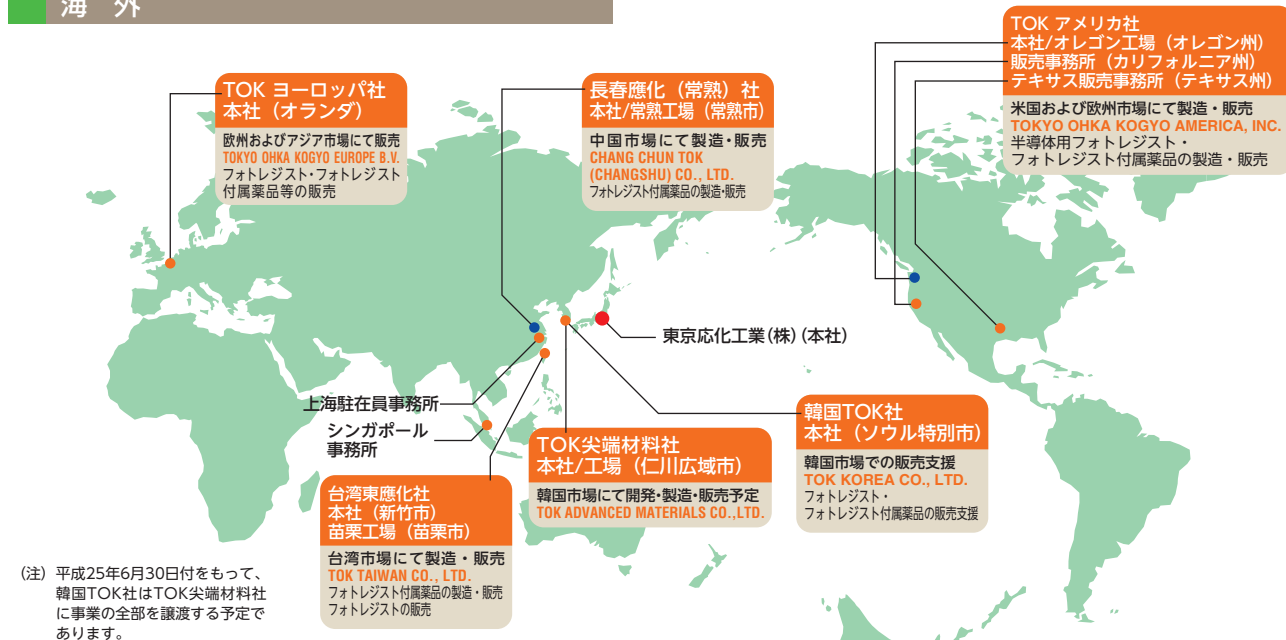 海 外
TOK ヨーロッパ社
本社（オランダ）
欧州およびアジア市場にて販売
TOKYO OHKA KOGYO EUROPE B.V.
フォトレジスト・フォトレジスト
付属薬品等の販売
長春應化（常熟）社
本社/常熟工場（常熟市）
中国市場にて製造・販売
CHANG CHUN TOK
(CHANGSHU) CO., LTD.
フォトレジスト付属薬品の製造・販売
TOK アメリカ社
本社/オレゴン工場（オレゴン州）
販売事務所（カリフォルニア州）
テキサス販売事務所（テキサス州）
米国および欧州市場にて製造・販売
TOKYO OHKA KOGYO AMERICA, INC.
半導体用フォトレジスト・
フォトレジスト付属薬品の製造・販売
東京応化工業(株) (本社)
上海駐在員事務所
シンガポール
事務所
台湾東應化社
本社（新竹市）
苗栗工場（苗栗市）
台湾市場にて製造・販売
TOK TAIWAN CO., LTD.
フォトレジスト付属薬品の製造・販売
フォトレジストの販売
TOK尖端材料社
本社/工場（仁川広域市）
韓国市場にて開発・製造・販売予定
TOK ADVANCED MATERIALS CO.,LTD.
韓国TOK社
本社（ソウル特別市）
韓国市場での販売支援
TOK KOREA CO., LTD.
フォトレジスト・
フォトレジスト付属薬品の販売支援
(注) 平成25年6月30日付をもって、
韓国TOK社はTOK尖端材料社
に事業の全部を譲渡する予定で
あります。